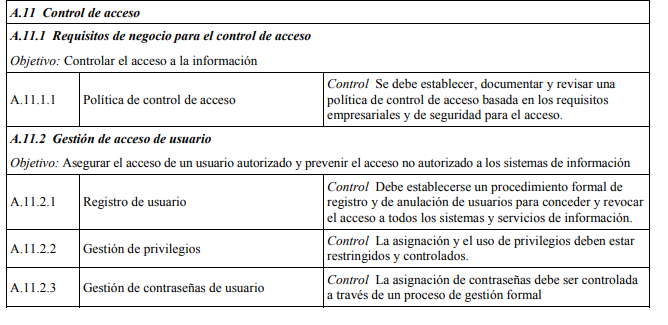 A.11 Control de acceso
A.11.1 Requisitos de negocio para el control de acceso
Objetivo: Controlar el acceso a la información
A.11.1.1 Política de control de acceso Control Se debe establecer, documentar y revisar una
política de control de acceso basada en los requisitos
empresariales y de seguridad para el acceso.
A.11.2 Gestión de acceso de usuario
Objetivo: Asegurar el acceso de un usuario autorizado y prevenir el acceso no autorizado a los sistemas de información
A.11.2.1 Registro de usuario Control Debe establecerse un procedimiento formal de
registro y de anulación de usuarios para conceder y revocar
el acceso a todos los sistemas y servicios de información.
A.11.2.2 Gestión de privilegios Control La asignación y el uso de privilegios deben estar
restringidos y controlados.
A.11.2.3 Gestión de contraseñas de usuario Control La asignación de contraseñas debe ser controlada
a través de un proceso de gestión formal